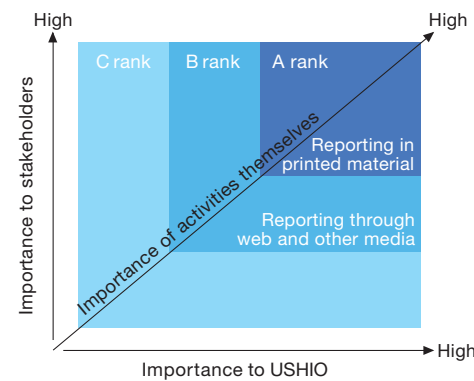 High
High
C rank
B rank
A rank
Importance to stakeholders
Importance of activities themselves
Reporting in
printed material
Reporting through
web and other media
High
Importance to USHIO